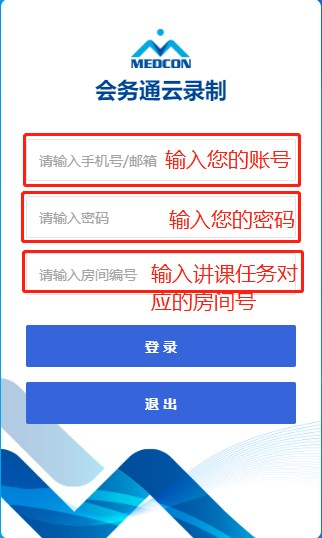 MEDCON
会务通云录制
请输入手机号/邮箱 输入您的账号
请输入密码 输入您的密码
请输入房间编号 输入讲课任务对
应的房间号
登录
退出